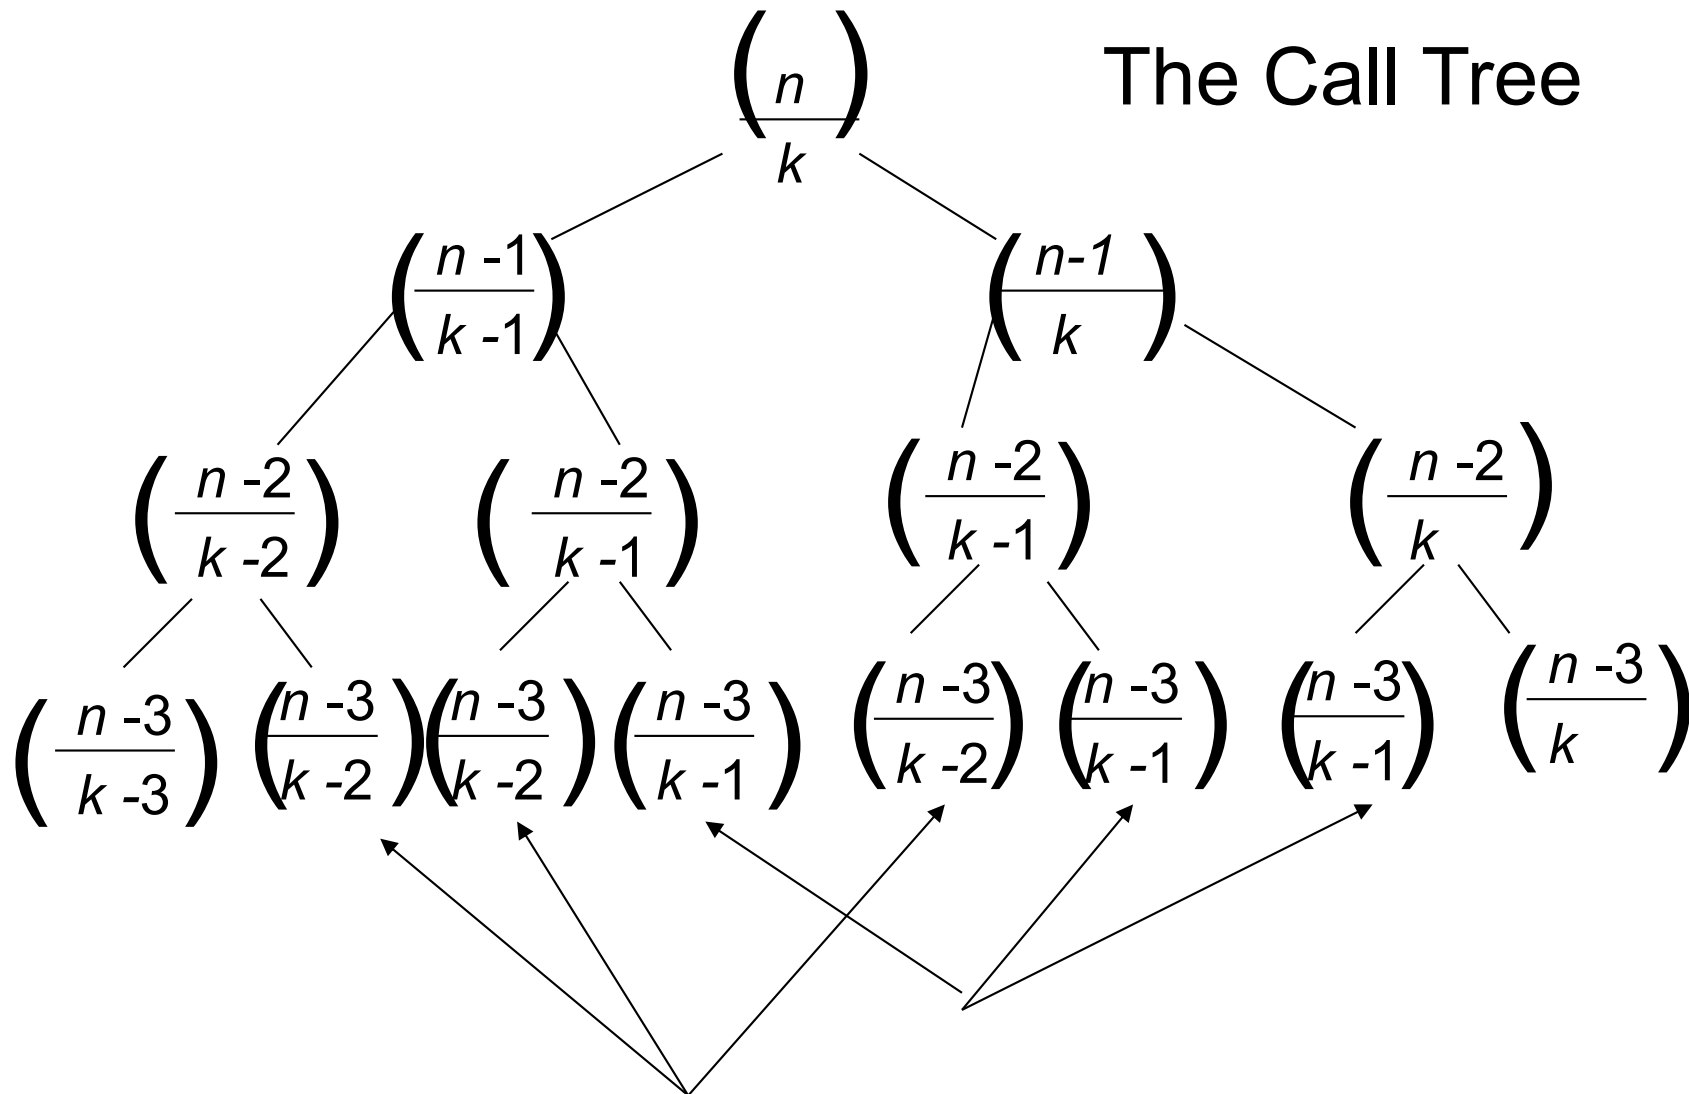 The Call Tree
( n / k )
( n -1 / k -1 ) ( n-1 / k )
( n -2 / k -2 ) ( n -2 / k -1 ) ( n -2 / k -1 ) ( n -2 / k )
( n -3 / k -3 ) ( n -3 / k -2 ) ( n -3 / k -2 ) ( n -3 / k -1 ) ( n -3 / k -2 ) ( n -3 / k -1 ) ( n -3 / k -1 ) ( n -3 / k )